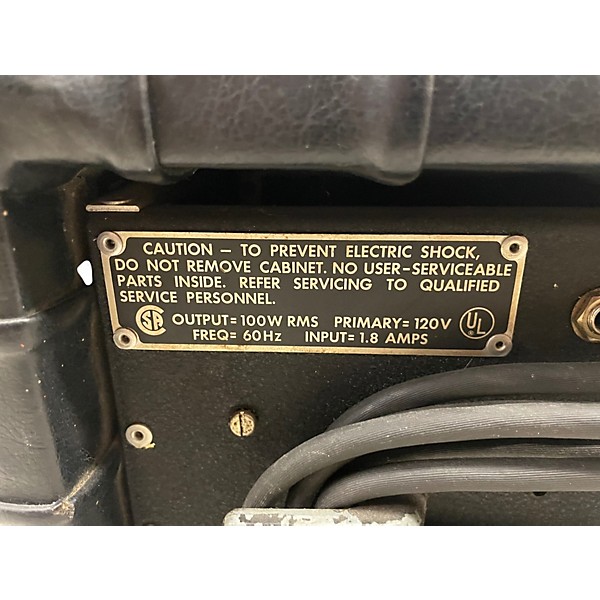 CAUTION — TO PREVENT ELECTRIC SHOCK,
DO NOT REMOVE CABINET. NO USER-SERVICEABLE
PARTS INSIDE. REFER SERVICING TO QUALIFIED
SERVICE PERSONNEL.
SA OUTPUT=100W RMS PRIMARY=120V UL
FREQ= 60Hz INPUT=1.8 AMPS